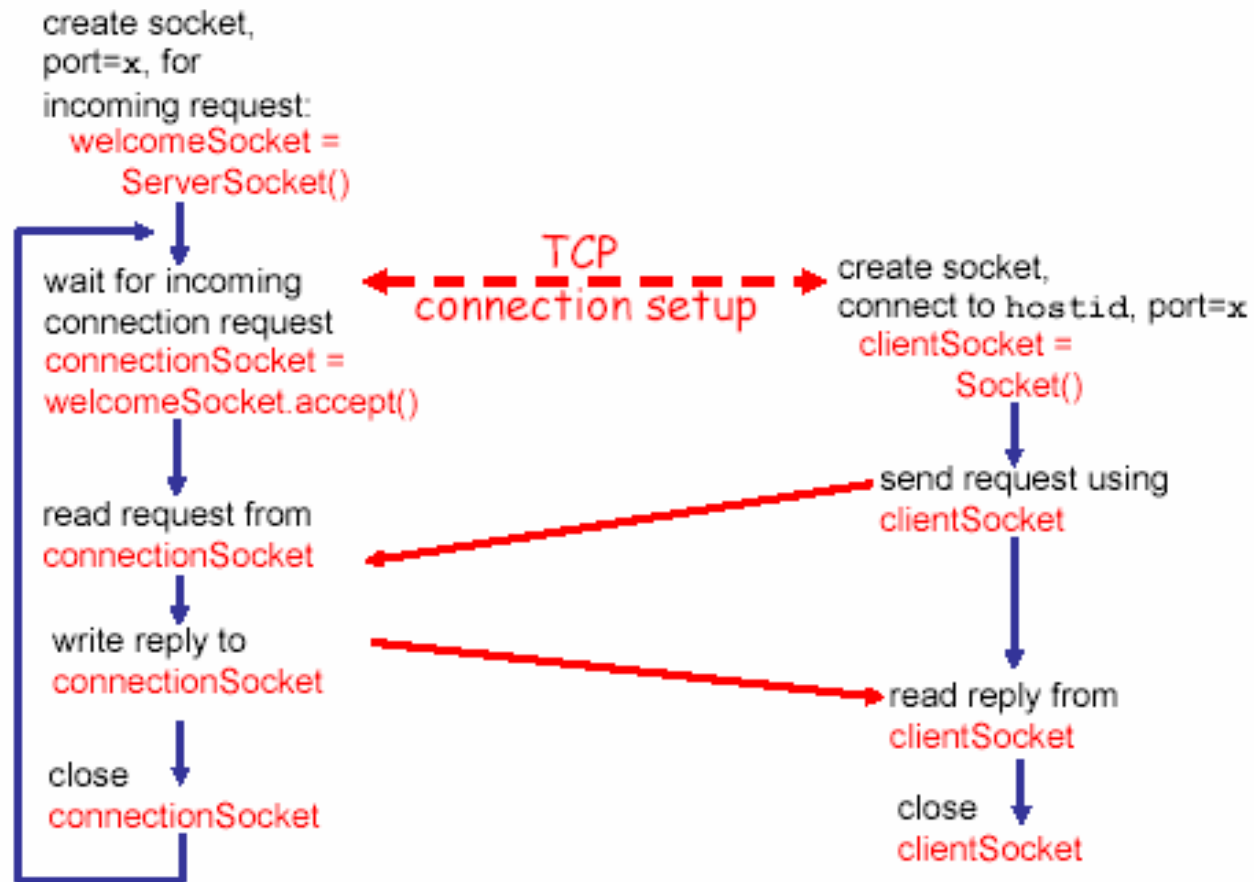 create socket,
port=x, for
incoming request:
welcomeSocket =
ServerSocket()
wait for incoming
connection request
connectionSocket =
welcomeSocket.accept()
TCP
connection setup
create socket,
connect to hostid, port=x
clientSocket =
Socket()
send request using
clientSocket
read request from
connectionSocket
write reply to
connectionSocket
read reply from
clientSocket
close
connectionSocket
close
clientSocket